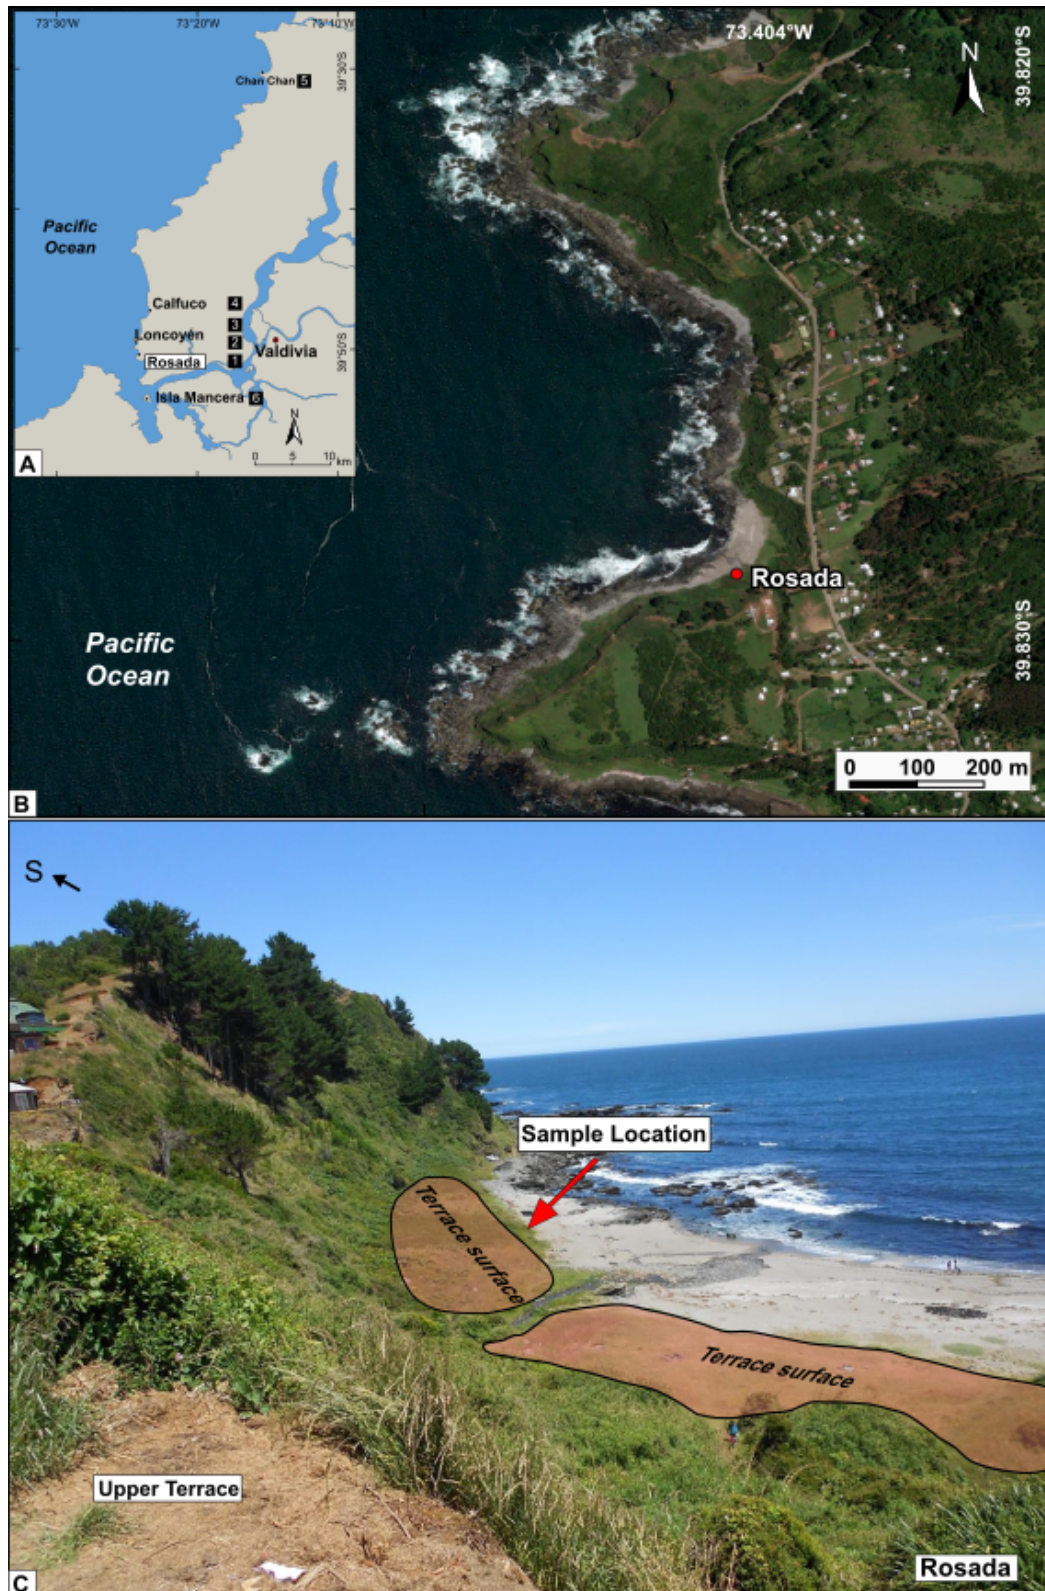 73°30'W
73°20'W
73°10'W
39°30'S
39°50'S
Chan Chan 5
Pacific
Ocean
Calfuco 4
3
Loncoyén 2
Rosada 1
Valdivia
Isla Mancera 6
N
0 5 10
km
A
73.404°W
N
39.820°S
Rosada
39.830°S
Pacific
Ocean
0 100 200 m
B
S
Sample Location
Terrace surface
Terrace surface
Upper Terrace
Rosada
C